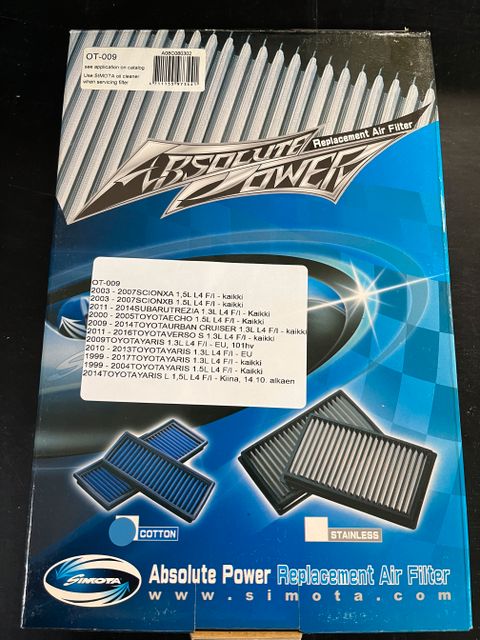 OT-009
A08C080302
see application on catalog
Use SIMOTA oil cleaner
when servicing filter
ABSOLUTE
POWER
Replacement Air Filter
OT-009
2003 - 2007SCIONXA 1,5L L4 F/I - kaikki
2003 - 2007SCIONXB 1.5L L4 F/I - kaikki
2011 - 2014SUBARUTREZIA 1.3L L4 F/I - Kaikki
2000 - 2005TOYOTAECHO 1.5L L4 F/I - Kaikki
2009 - 2014TOYOTAURBAN CRUISER 1.3L L4 F/I - kaikki
2011 - 2016TOYOTAVERSO S 1.3L L4 F/I - kaikki
2009TOYOTAYARIS 1.3L L4 F/I - EU, 101hv
2010 - 2013TOYOTAYARIS 1.3L L4 F/I - EU
1999 - 2017TOYOTAYARIS 1.3L L4 F/I - kaikki
1999 - 2004TOYOTAYARIS 1.5L L4 F/I - Kaikki
2014TOYOTAYARIS L 1,5L L4 F/I - Kiina, 14.10. alkaen
COTTON
STAINLESS
SIMOTA
Absolute Power Replacement Air Filter
www.simota.com